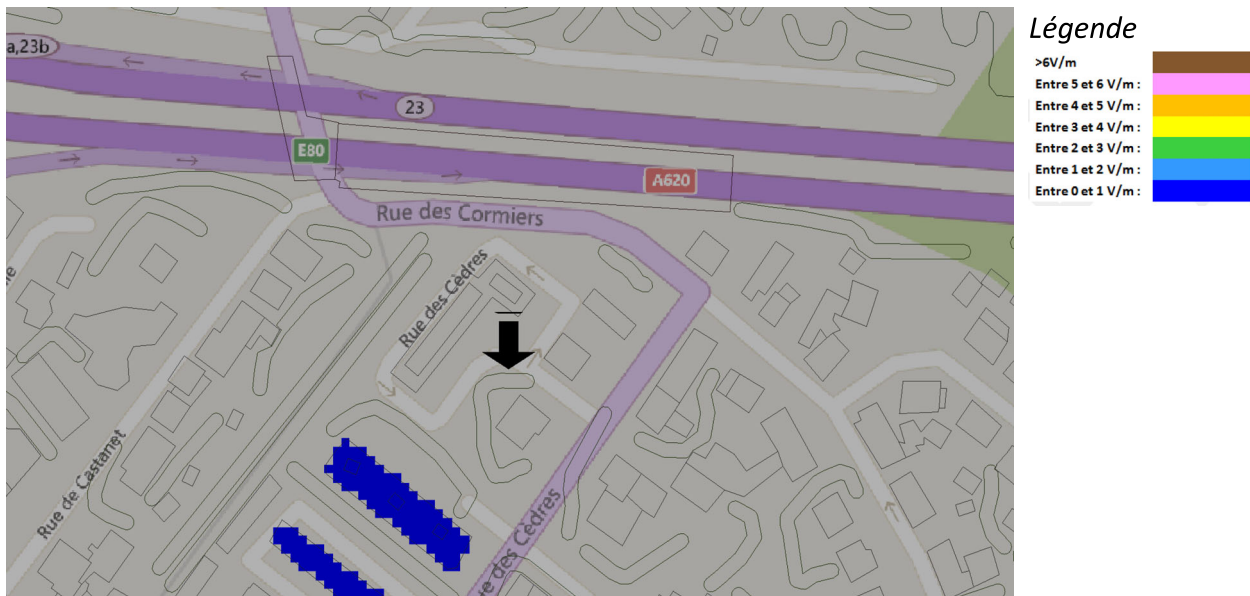 a,23b
23
E80
A620
Rue des Cormiers
Rue des Cèdres
Rue de Castanet
ue des Cèdres
Légende
>6V/m
Entre 5 et 6 V/m :
Entre 4 et 5 V/m :
Entre 3 et 4 V/m :
Entre 2 et 3 V/m :
Entre 1 et 2 V/m :
Entre 0 et 1 V/m :